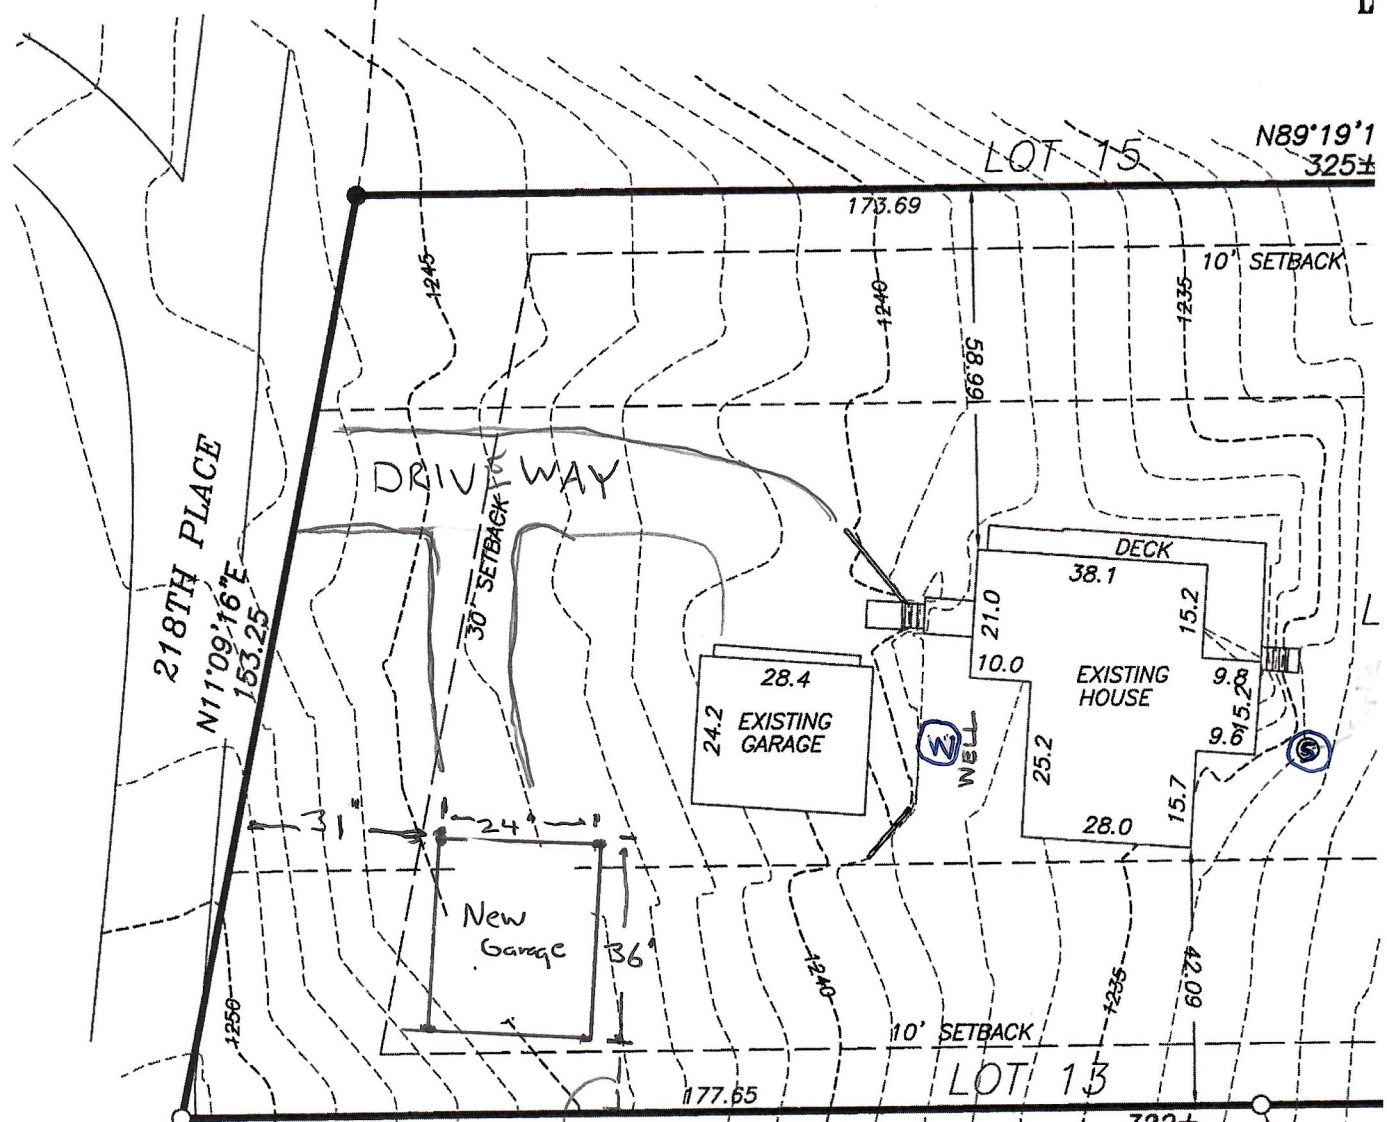 L
N89°19'1
325±
LOT 15
173.69
10' SETBACK
1245
1240
1235
58.99
DRIVE WAY
30' SETBACK
218TH PLACE
N11°09'16"E
153.25
DECK
38.1
21.0
15.2
10.0
EXISTING
HOUSE
9.8
15.2
9.6
L
28.4
24.2
EXISTING
GARAGE
W
WELL
S
25.2
15.7
28.0
31'
24'
New
Garage
36'
1250
1240
1235
42.09
10' SETBACK
LOT 13
177.65
322±